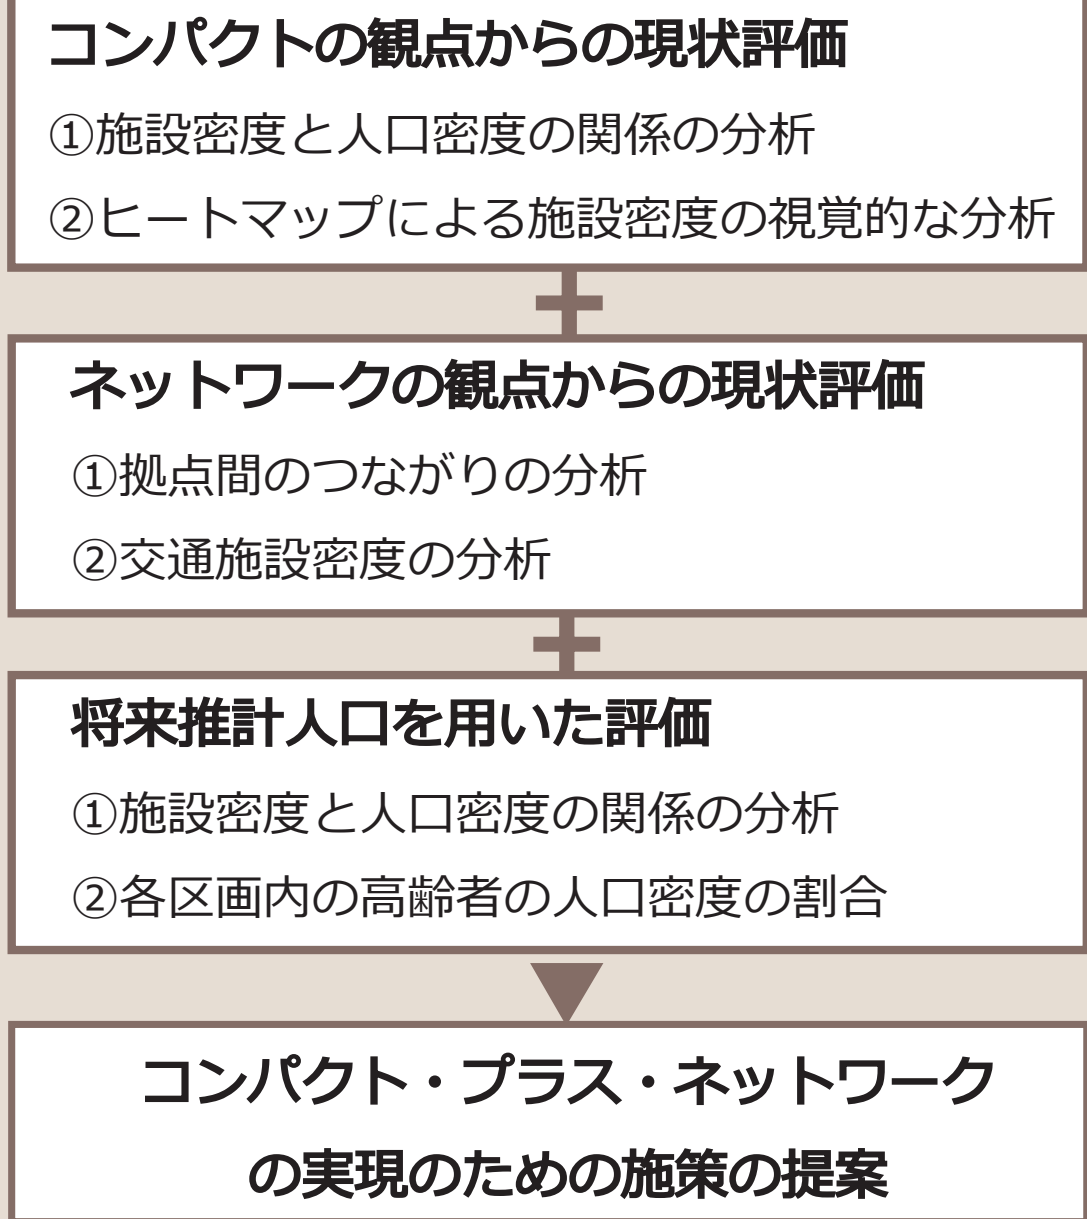 コンパクトの観点からの現状評価
①施設密度と人口密度の関係の分析
②ヒートマップによる施設密度の視覚的な分析
ネットワークの観点からの現状評価
①拠点間のつながりの分析
②交通施設密度の分析
将来推計人口を用いた評価
①施設密度と人口密度の関係の分析
②各区画内の高齢者の人口密度の割合
コンパクト・プラス・ネットワーク
の実現のための施策の提案